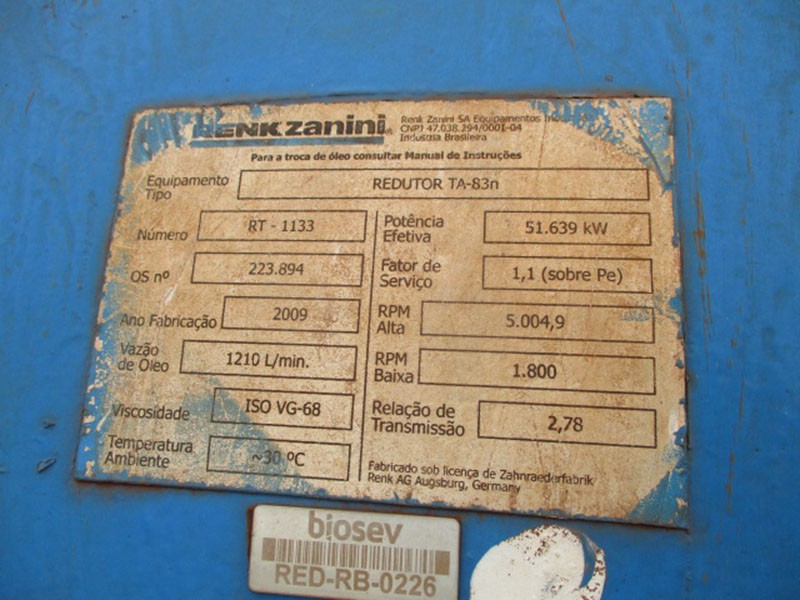 RENK zanini
Renk Zanini SA Equipamentos
CNPJ 47.038.294/0001-04
Indústria Brasileira
Para a troca de óleo consultar Manual de Instruções
Equipamento Tipo REDUTOR TA-83n
Número RT - 1133
OS nº 223.894
Ano Fabricação 2009
Vazão de Óleo 1210 L/min.
Viscosidade ISO VG-68
Temperatura Ambiente ~30 ºC
Potência Efetiva 51.639 kW
Fator de Serviço 1,1 (sobre Pe)
RPM Alta 5.004,9
RPM Baixa 1.800
Relação de Transmissão 2,78
Fabricado sob licença de Zahnraederfabrik
Renk AG Augsburg, Germany
biosev
RED-RB-0226